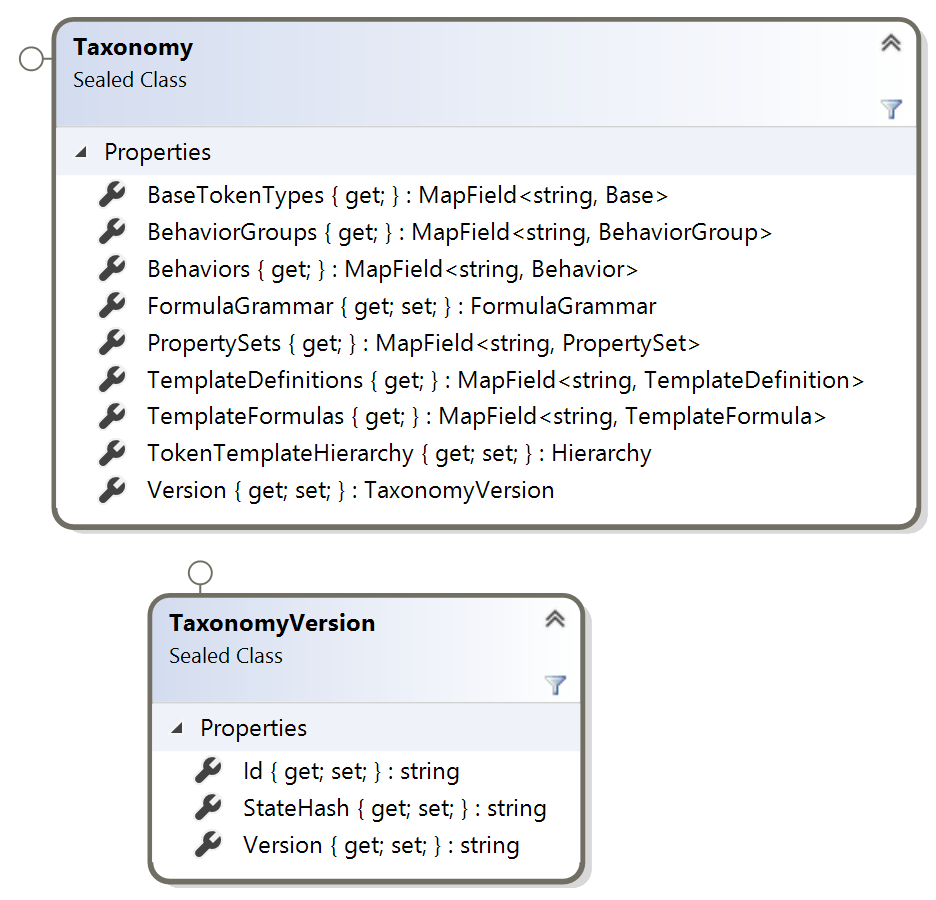 Taxonomy
Sealed Class
Properties
BaseTokenTypes { get; } : MapField<string, Base>
BehaviorGroups { get; } : MapField<string, BehaviorGroup>
Behaviors { get; } : MapField<string, Behavior>
FormulaGrammar { get; set; } : FormulaGrammar
PropertySets { get; } : MapField<string, PropertySet>
TemplateDefinitions { get; } : MapField<string, TemplateDefinition>
TemplateFormulas { get; } : MapField<string, TemplateFormula>
TokenTemplateHierarchy { get; set; } : Hierarchy
Version { get; set; } : TaxonomyVersion
TaxonomyVersion
Sealed Class
Properties
Id { get; set; } : string
StateHash { get; set; } : string
Version { get; set; } : string